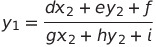 y₁ = (dx₂ + ey₂ + f) / (gx₂ + hy₂ + i)